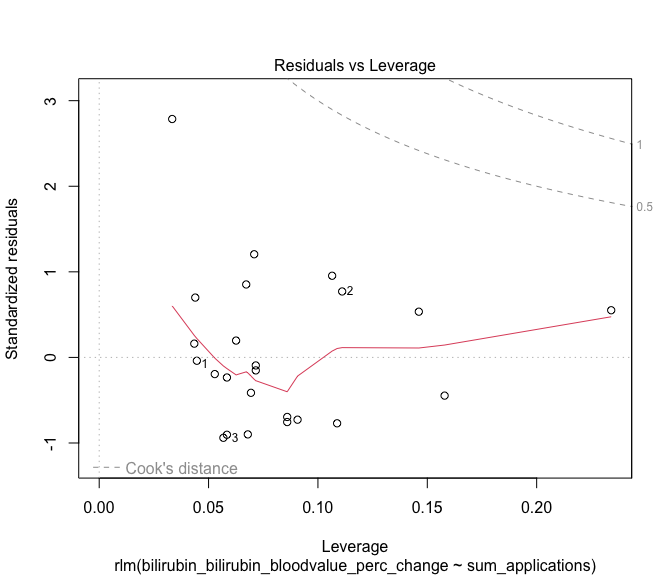 Residuals vs Leverage
Standardized residuals
3
2
1
0
-1
1
0.5
2
1
3
Cook's distance
0.00 0.05 0.10 0.15 0.20
Leverage
rlm(bilirubin_bilirubin_bloodvalue_perc_change ~ sum_applications)